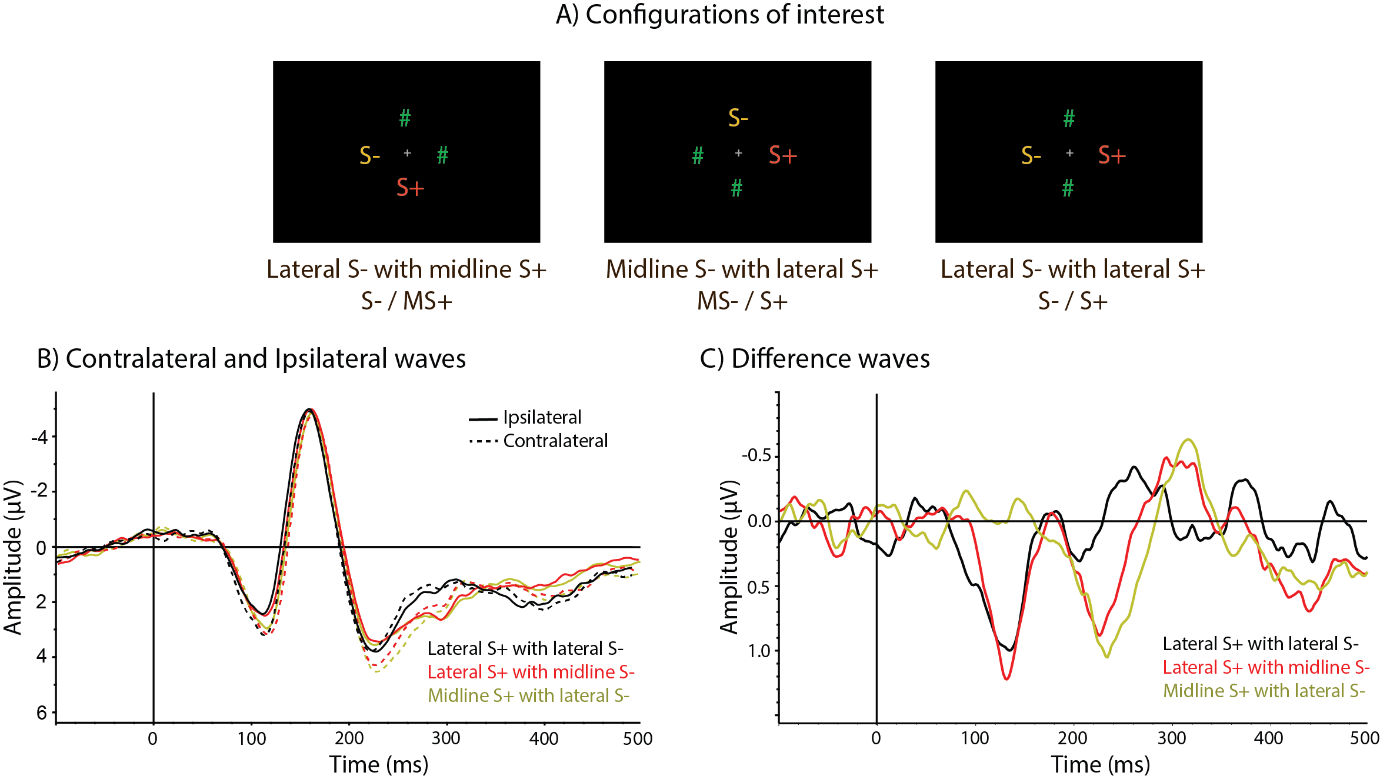 A) Configurations of interest
#
S- + #
S+
S-
# + S+
#
#
S- + S+
#
Lateral S- with midline S+
S- / MS+
Midline S- with lateral S+
MS- / S+
Lateral S- with lateral S+
S- / S+
B) Contralateral and Ipsilateral waves
Amplitude (µV)
-4
-2
0
2
4
6
Ipsilateral
Contralateral
Lateral S+ with lateral S-
Lateral S+ with midline S-
Midline S+ with lateral S-
0 100 200 300 400 500
Time (ms)
C) Difference waves
Amplitude (µV)
-0.5
0.0
0.5
1.0
Lateral S+ with lateral S-
Lateral S+ with midline S-
Midline S+ with lateral S-
0 100 200 300 400 500
Time (ms)